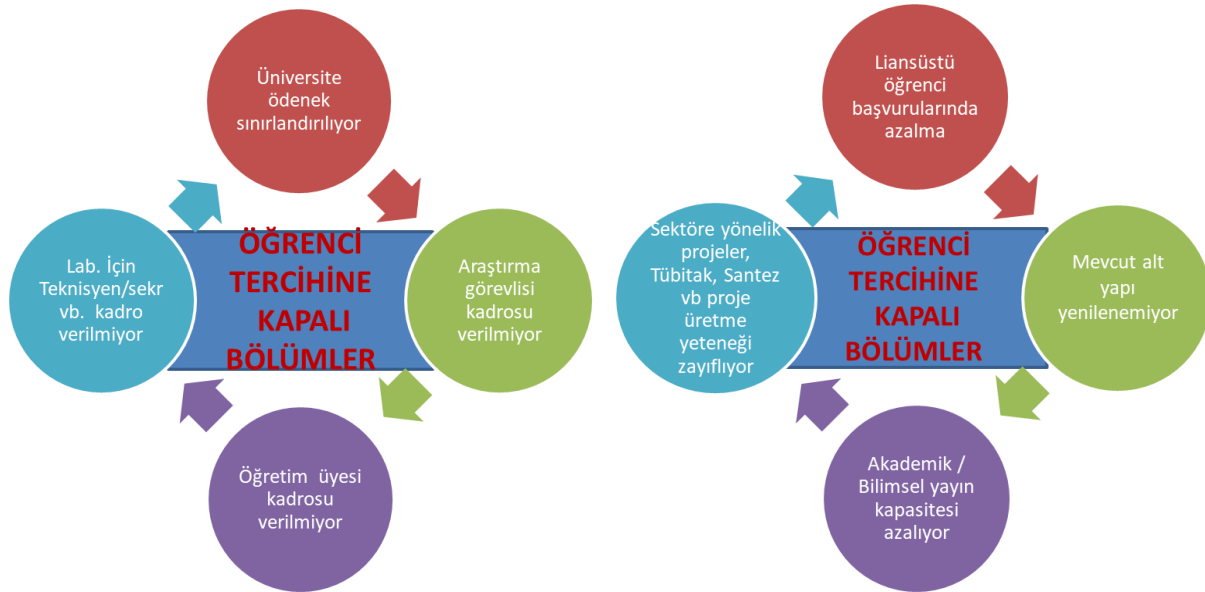 Üniversite
ödenek
sınırlandırılıyor
Lab. İçin
Teknisyen/sekr
vb. kadro
verilmiyor
ÖĞRENCİ
TERCİHİNE
KAPALI
BÖLÜMLER
Araştırma
görevlisi
kadrosu
verilmiyor
Öğretim üyesi
kadrosu
verilmiyor
Liansüstü
öğrenci
başvurularında
azalma
Sektöre yönelik
projeler,
Tübitak, Santez
vb proje
üretme
yeteneği
zayıflıyor
ÖĞRENCİ
TERCİHİNE
KAPALI
BÖLÜMLER
Mevcut alt
yapı
yenilenemiyor
Akademik /
Bilimsel yayın
kapasitesi
azalıyor